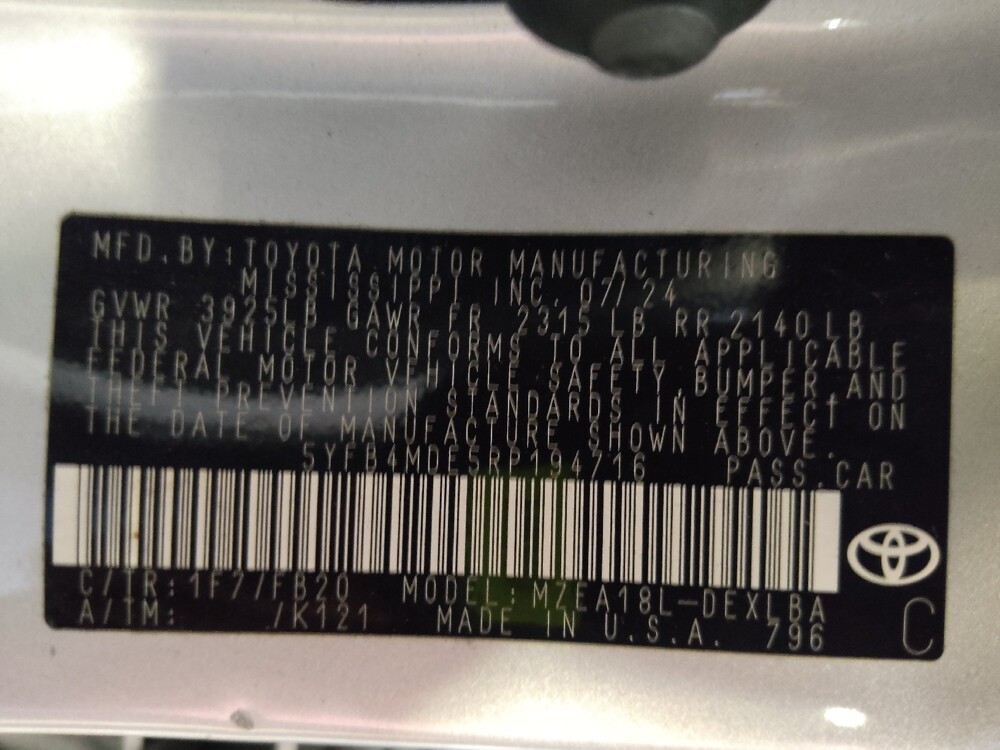 MFD.BY:TOYOTA MOTOR MANUFACTURING
MISSISSIPPI INC. 07/24
GVWR 3925LB GAWR FR 2315LB RR 2140LB
THIS VEHICLE CONFORMS TO ALL APPLICABLE
FEDERAL MOTOR VEHICLE SAFETY,BUMPER,AND
THEFT PREVENTION STANDARDS IN EFFECT ON
THE DATE OF MANUFACTURE SHOWN ABOVE.
5YFB4MDE5RP194716 PASS.CAR
C/TR:1F7/FB20 MODEL:MZEA18L-DEXLBA
A/TM: /K121 MADE IN U.S.A. 796
C